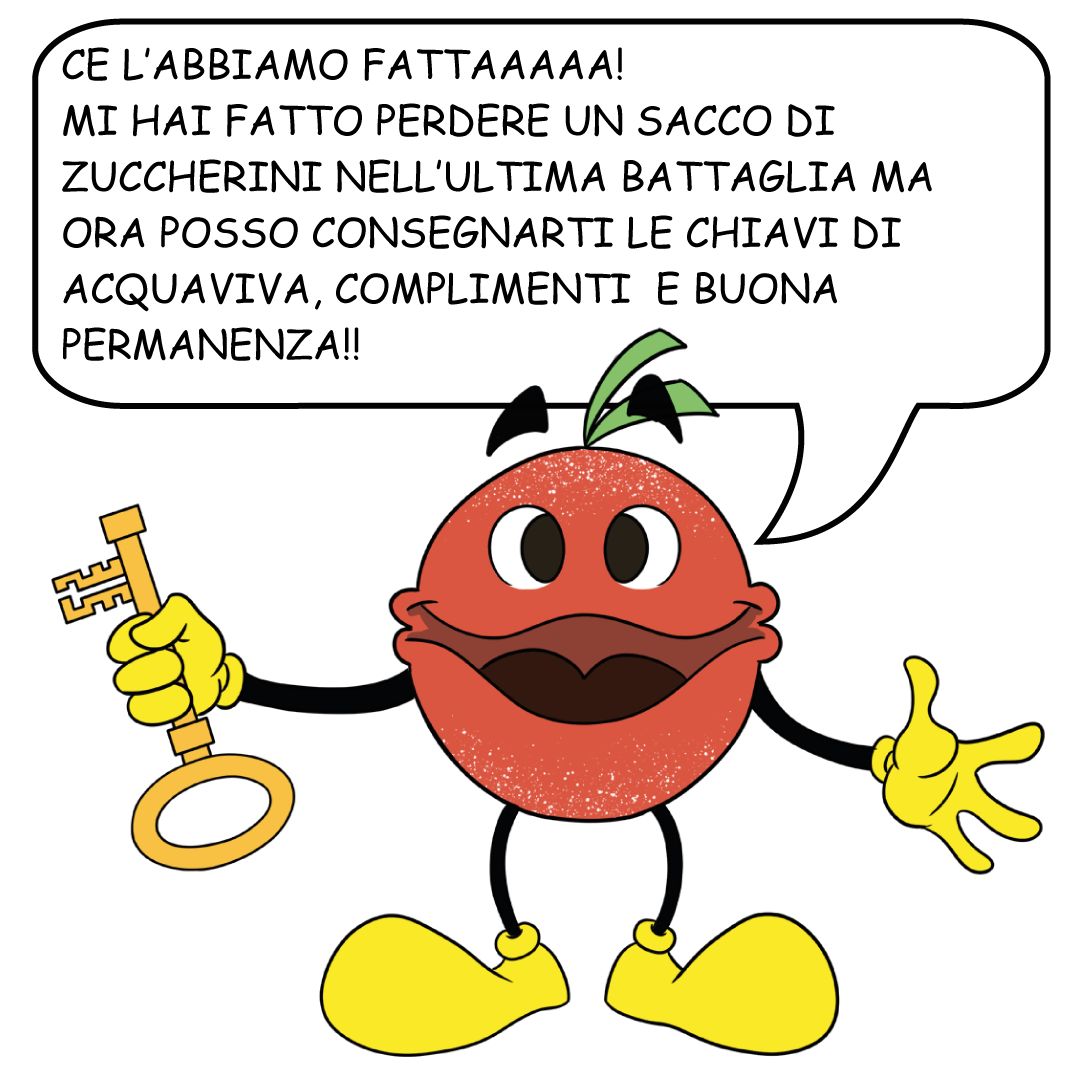 CE L'ABBIAMO FATTAAAAA!
MI HAI FATTO PERDERE UN SACCO DI
ZUCCHERINI NELL'ULTIMA BATTAGLIA MA
ORA POSSO CONSEGNARTI LE CHIAVI DI
ACQUAVIVA, COMPLIMENTI E BUONA
PERMANENZA!!